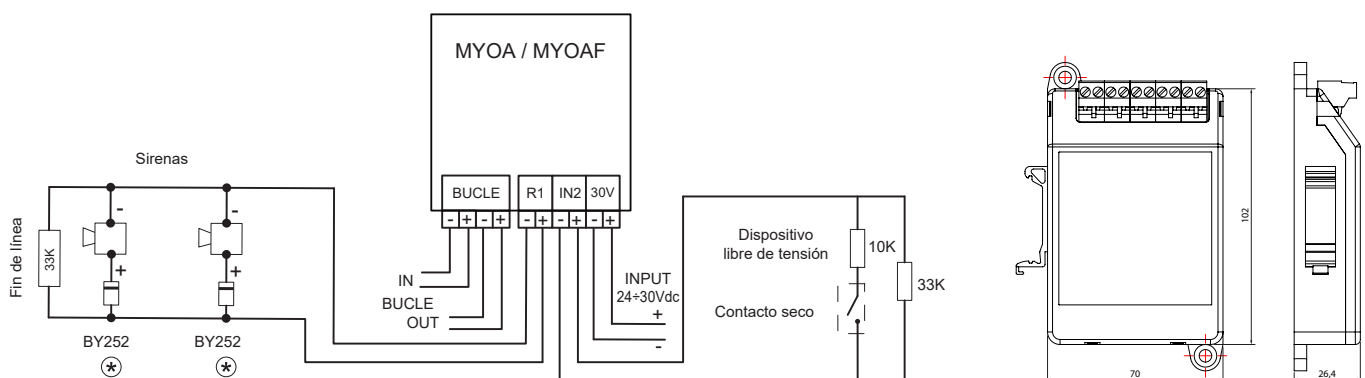 MYOA / MYOAF
BUCLE R1 IN2 30V
- + - + - + - + - +
Sirenas
Fin de línea
33K
-
-
+
+
BY252
BY252
*
*
IN
BUCLE
OUT
INPUT
24÷30Vdc
+
-
Dispositivo
libre de tensión
10K
33K
Contacto seco
102
70
26,4